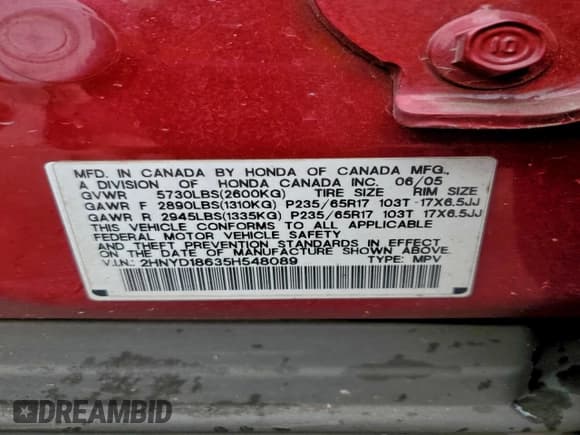 10
MFD. IN CANADA BY HONDA OF CANADA MFG.,
A DIVISION OF HONDA CANADA INC. 06/05
GVWR 5730LBS(2600KG) TIRE SIZE RIM SIZE
GAWR F 2890LBS(1310KG) P235/65R17 103T 17X6.5JJ
GAWR R 2945LBS(1335KG) P235/65R17 103T 17X6.5JJ
THIS VEHICLE CONFORMS TO ALL APPLICABLE
FEDERAL MOTOR VEHICLE SAFETY
AND THEFT PREVENTION STANDARDS IN EFFECT
ON THE DATE OF MANUFACTURE SHOWN ABOVE.
V.I.N.: 2HNYD18635H548089 TYPE: MPV
DREAMBID